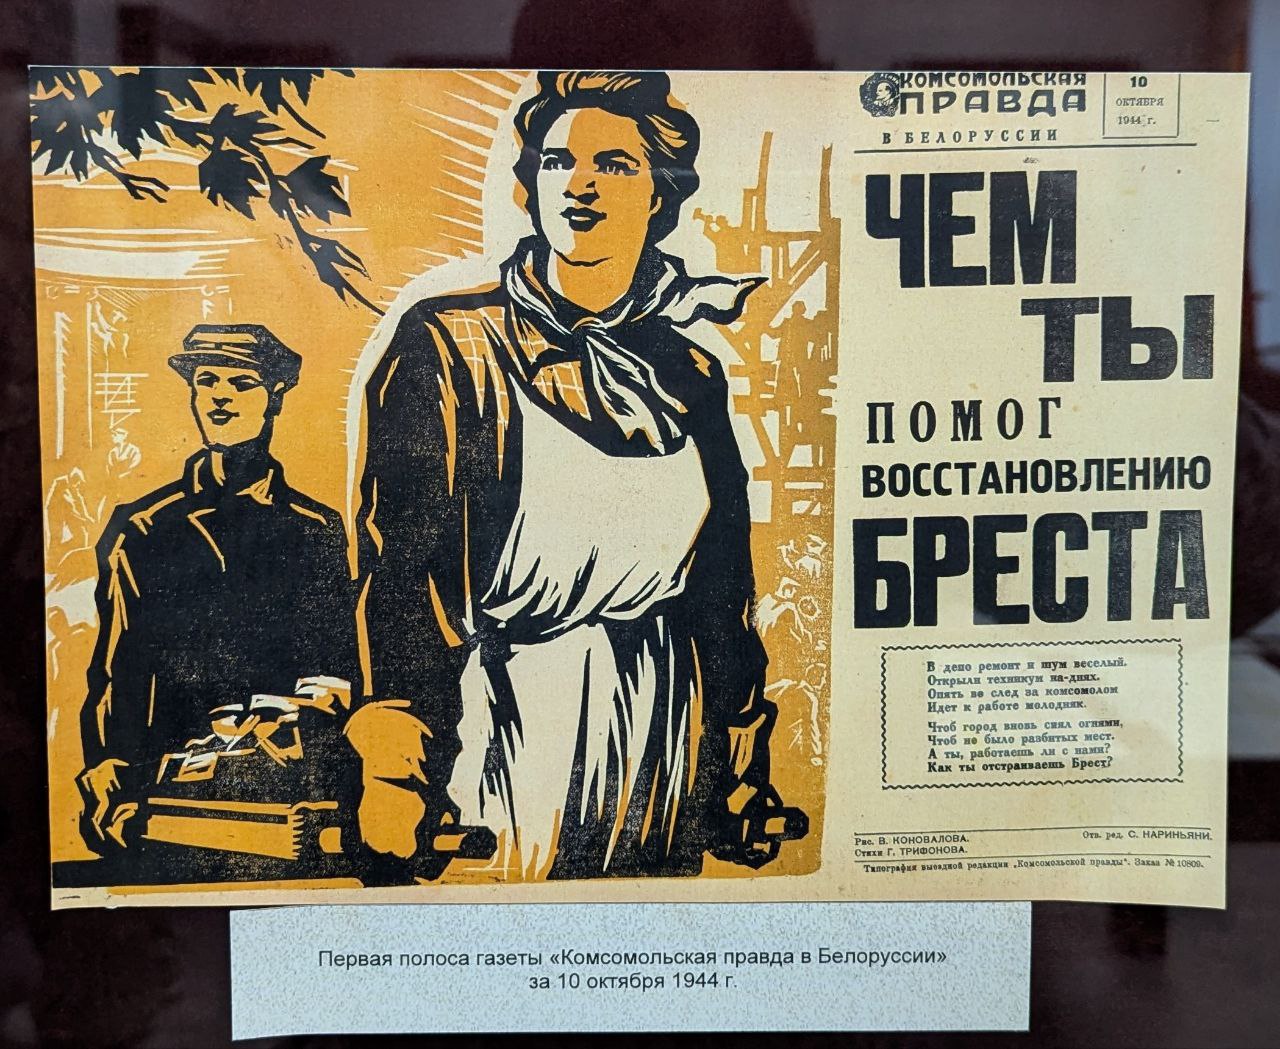 КОМСОМОЛЬСКАЯ
ПРАВДА
В БЕЛОРУССИИ
10
ОКТЯБРЯ
1944 г.
ЧЕМ
ТЫ
ПОМОГ
ВОССТАНОВЛЕНИЮ
БРЕСТА
В депо ремонт и шум веселый.
Открыли техникум на-днях.
Опять во след за комсомолом
Идет к работе молодняк.
Чтоб город вновь сиял огнями,
Чтоб не было разбитых мест.
А ты, работаешь ли с нами?
Как ты отстраиваешь Брест?
Рис. В. КОНОВАЛОВА.
Стихи Г. ТРИФОНОВА.
Отв. ред. С. НАРИНЬЯНИ.
Типография выездной редакции „Комсомольской правды". Заказ № 10809.
Первая полоса газеты «Комсомольская правда в Белоруссии»
за 10 октября 1944 г.